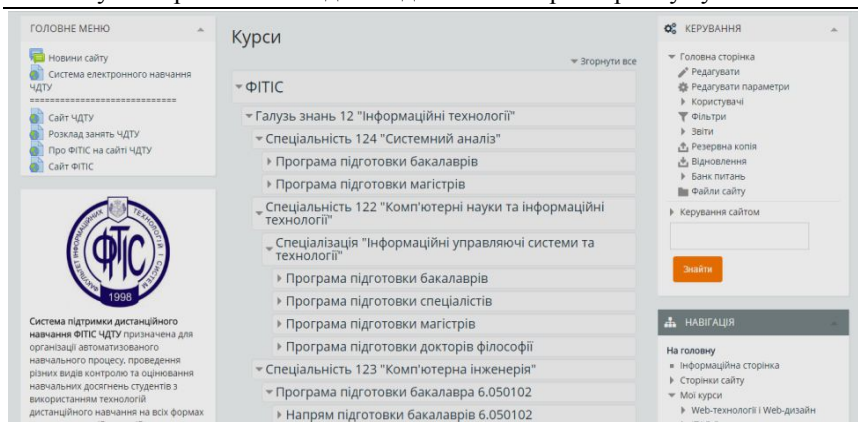 ГОЛОВНЕ МЕНЮ
Новини сайту
Система електронного навчання
ЧДТУ
============================
Сайт ЧДТУ
Розклад занять ЧДТУ
Про ФІТІС на сайті ЧДТУ
Сайт ФІТІС
ФАКУЛЬТЕТ ІНФОРМАЦІЙНИХ ТЕХНОЛОГІЙ І СИСТЕМ
ФІТІС
1998
Система підтримки дистанційного
навчання ФІТІС ЧДТУ призначена для
організації автоматизованого
навчального процесу, проведення
різних видів контролю та оцінювання
навчальних досягнень студентів з
використанням технологій
дистанційного навчання на всіх формах
Курси
Згорнути все
ФІТІС
Галузь знань 12 "Інформаційні технології"
Спеціальність 124 "Системний аналіз"
Програма підготовки бакалаврів
Програма підготовки магістрів
Спеціальність 122 "Комп'ютерні науки та інформаційні
технології"
Спеціалізація "Інформаційні управляючі системи та
технології"
Програма підготовки бакалаврів
Програма підготовки спеціалістів
Програма підготовки магістрів
Програма підготовки докторів філософії
Спеціальність 123 "Комп'ютерна інженерія"
Програма підготовки бакалавра 6.050102
Напрям підготовки бакалаврів 6.050102
КЕРУВАННЯ
Головна сторінка
Редагувати
Редагувати параметри
Користувачі
Фільтри
Звіти
Резервна копія
Відновлення
Банк питань
Файли сайту
Керування сайтом
Знайти
НАВІГАЦІЯ
На головну
Інформаційна сторінка
Сторінки сайту
Мої курси
Web-технології і Web-дизайн